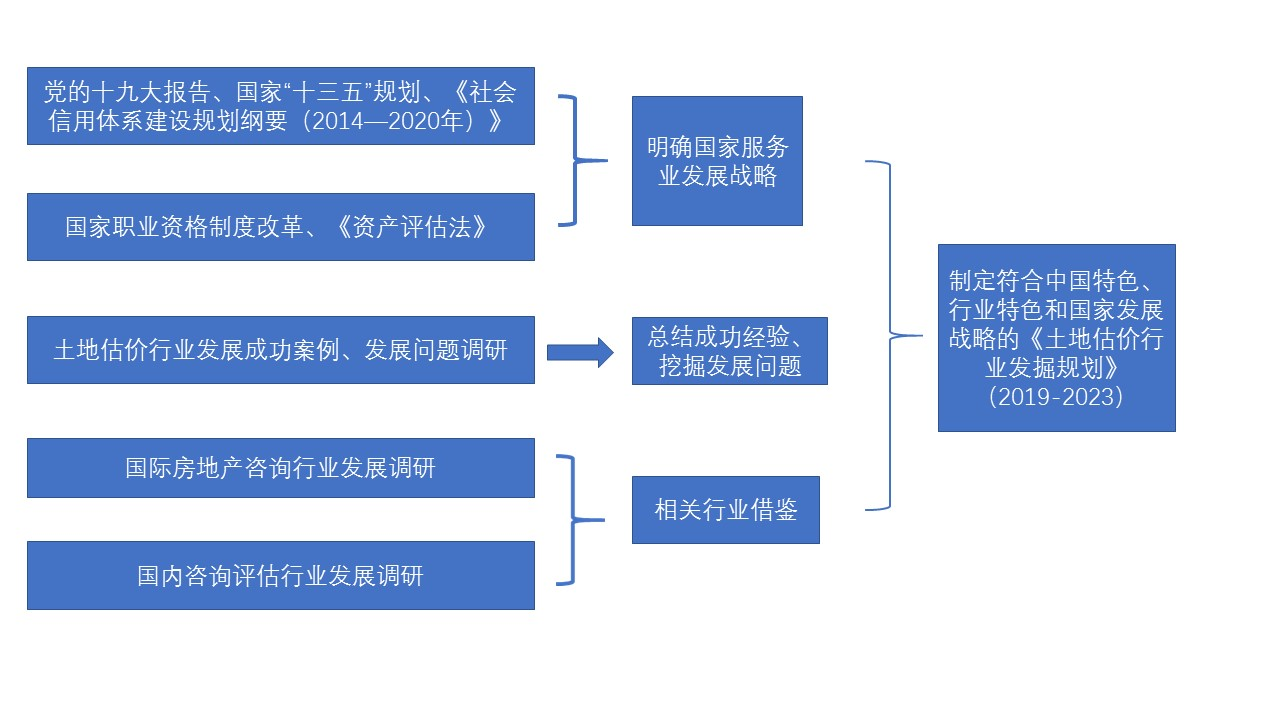 党的十九大报告、国家“十三五”规划、《社会
信用体系建设规划纲要（2014—2020年）》
国家职业资格制度改革、《资产评估法》
明确国家服务
业发展战略
土地估价行业发展成功案例、发展问题调研
总结成功经验、
挖掘发展问题
国际房地产咨询行业发展调研
国内咨询评估行业发展调研
相关行业借鉴
制定符合中国特色、
行业特色和国家发展
战略的《土地估价行
业发掘规划》
（2019-2023）